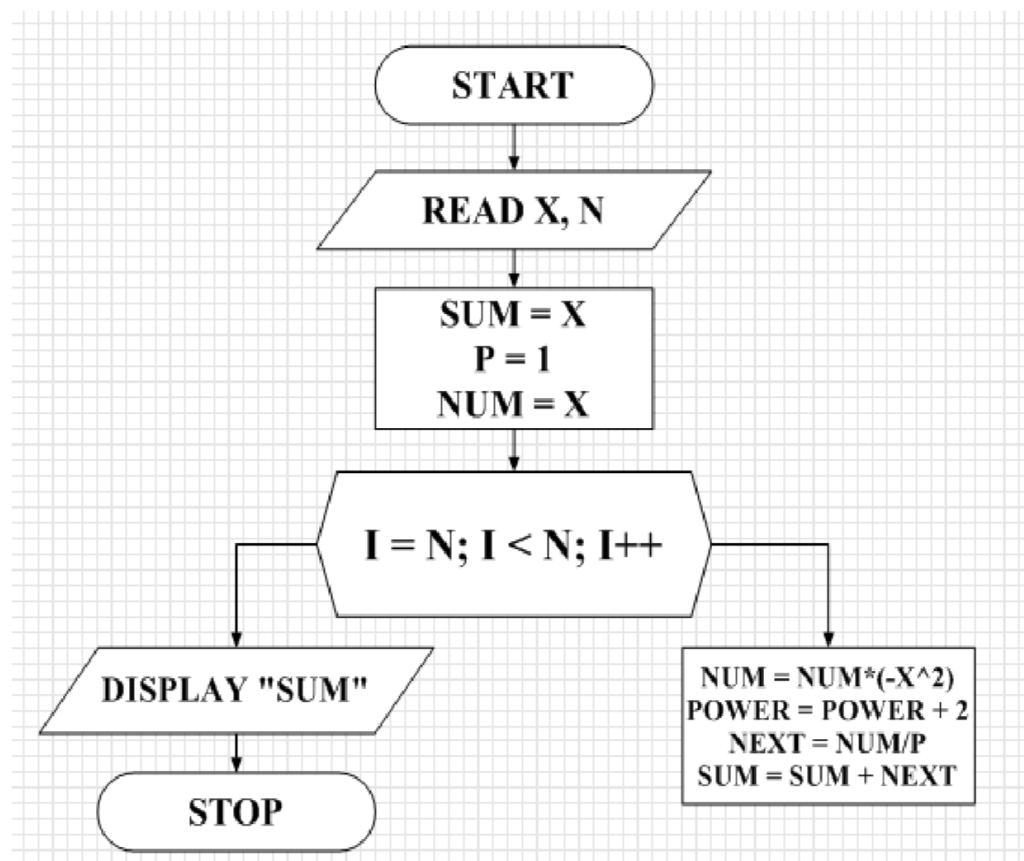 START
READ X, N
SUM = X
P = 1
NUM = X
I = N; I < N; I++
DISPLAY "SUM"
STOP
NUM = NUM*(-X^2)
POWER = POWER + 2
NEXT = NUM/P
SUM = SUM + NEXT